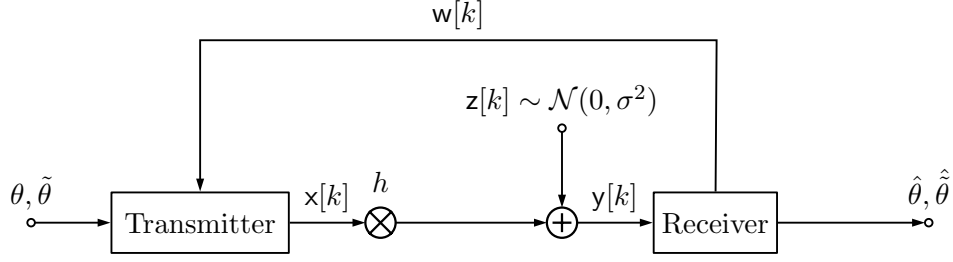 w[k]
z[k] ∼ 𝒩(0, σ²)
θ, θ̃
Transmitter
x[k]
h
y[k]
Receiver
θ̂, θ̃̂